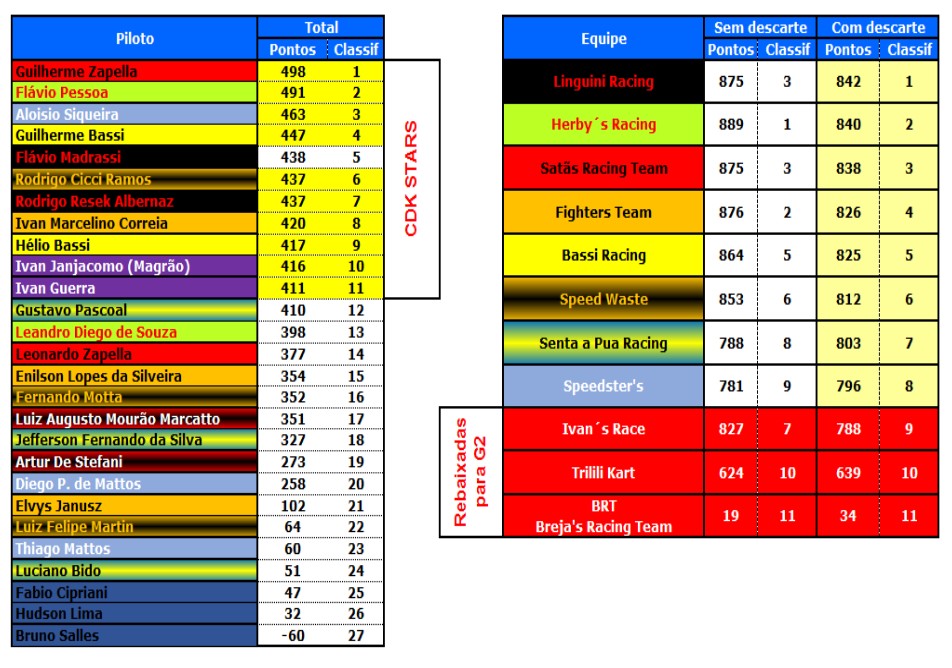 Piloto Total
Pontos Classif
Guilherme Zapella 498 1
Flávio Pessoa 491 2
Aloisio Siqueira 463 3
Guilherme Bassi 447 4
Flávio Madrassi 438 5
Rodrigo Cicci Ramos 437 6
Rodrigo Resek Albernaz 437 7
Ivan Marcelino Correia 420 8
Hélio Bassi 417 9
Ivan Janjacomo (Magrão) 416 10
Ivan Guerra 411 11
Gustavo Pascoal 410 12
Leandro Diego de Souza 398 13
Leonardo Zapella 377 14
Enilson Lopes da Silveira 354 15
Fernando Motta 352 16
Luiz Augusto Mourão Marcatto 351 17
Jefferson Fernando da Silva 327 18
Artur De Stefani 273 19
Diego P. de Mattos 258 20
Elvys Janusz 102 21
Luiz Felipe Martin 64 22
Thiago Mattos 60 23
Luciano Bido 51 24
Fabio Cipriani 47 25
Hudson Lima 32 26
Bruno Salles -60 27
CDK STARS
Equipe Sem descarte Com descarte
Pontos Classif Pontos Classif
Linguini Racing 875 3 842 1
Herby´s Racing 889 1 840 2
Satãs Racing Team 875 3 838 3
Fighters Team 876 2 826 4
Bassi Racing 864 5 825 5
Speed Waste 853 6 812 6
Senta a Pua Racing 788 8 803 7
Speedster's 781 9 796 8
Ivan´s Race 827 7 788 9
Trilili Kart 624 10 639 10
BRT
Breja's Racing Team 19 11 34 11
Rebaixadas
para G2